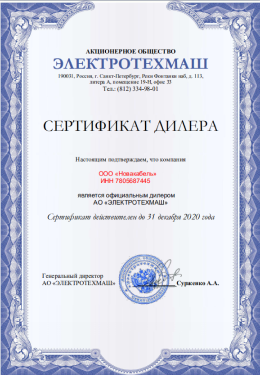 АКЦИОНЕРНОЕ ОБЩЕСТВО
ЭЛЕКТРОТЕХМАШ
190031, Россия, г. Санкт-Петербург, Реки Фонтанки наб, д. 113,
литера А, помещение 19-Н, офис 33
Тел.: (812) 334-98-01
СЕРТИФИКАТ ДИЛЕРА
Настоящим подтверждаем, что компания
ООО «Новакабель»
ИНН 7805687445
является официальным дилером
АО «ЭЛЕКТРОТЕХМАШ»
Сертификат действителен до 31 декабря 2020 года
Генеральный директор
АО «ЭЛЕКТРОТЕХМАШ» Сурженко А.А.